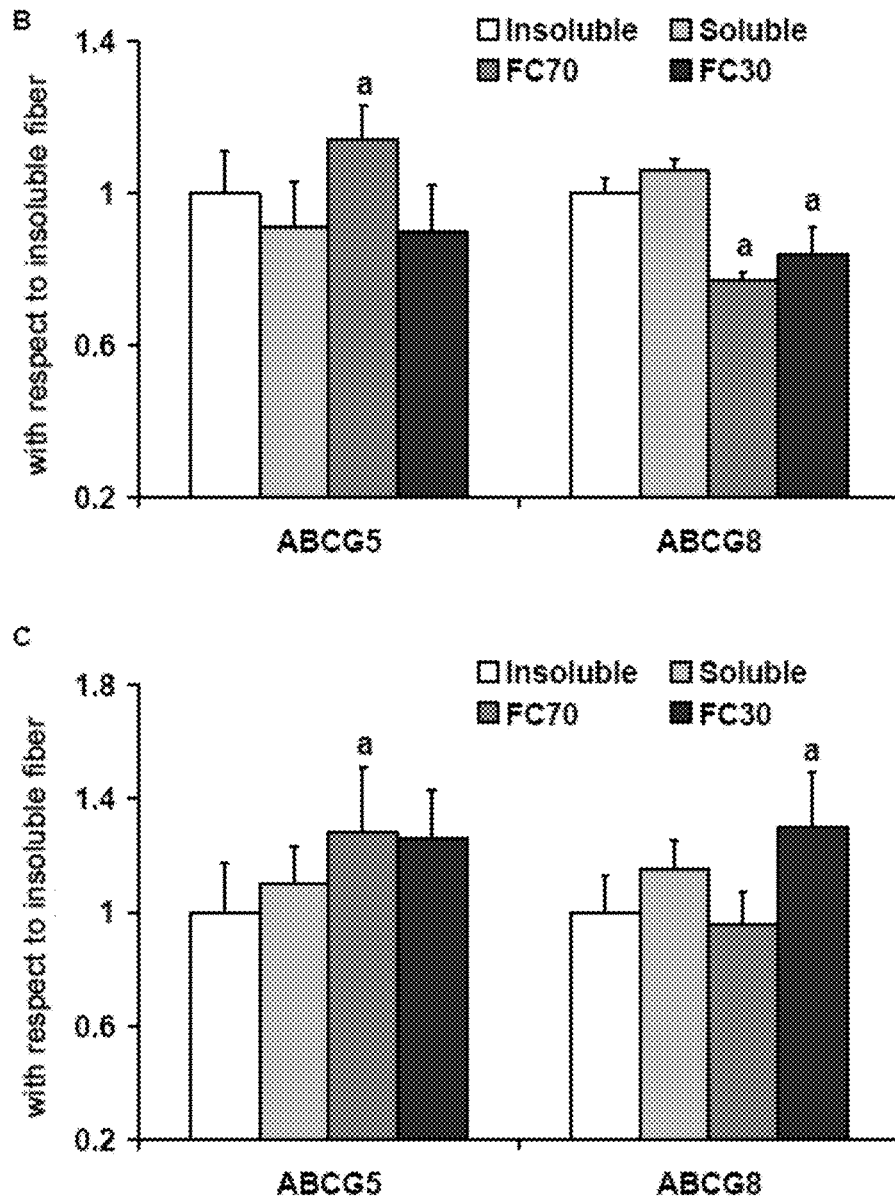 B
1.4
Insoluble Soluble
FC70 FC30
a
1
a
a
0.6
0.2
with respect to insoluble fiber
ABCG5 ABCG8
C
1.8
Insoluble Soluble
FC70 FC30
a
a
1.4
1
0.6
0.2
with respect to insoluble fiber
ABCG5 ABCG8